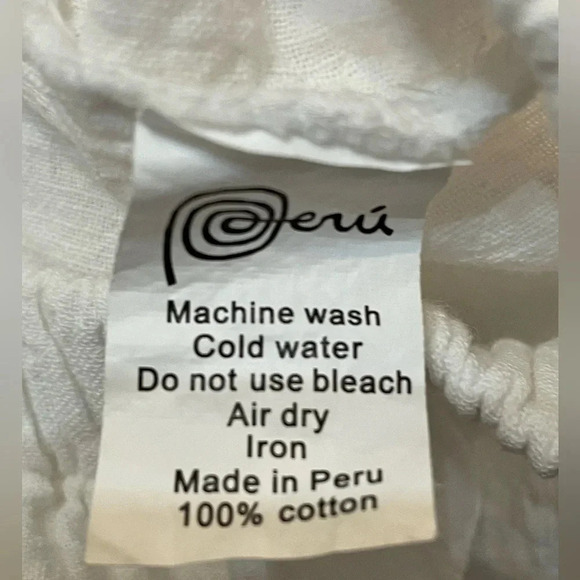 Perú
Machine wash
Cold water
Do not use bleach
Air dry
Iron
Made in Peru
100% cotton